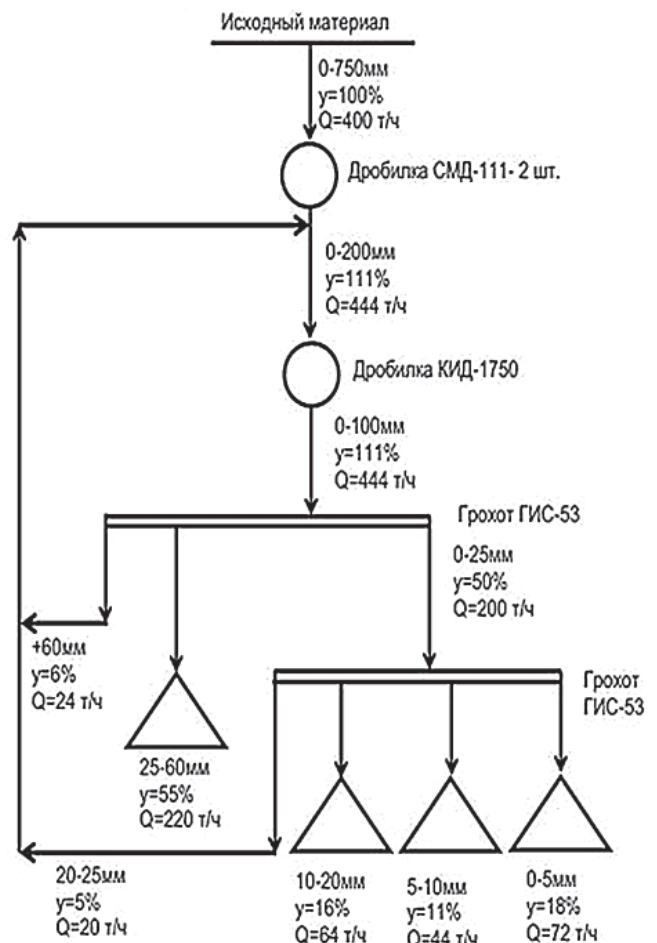 Исходный материал
0-750мм
y=100%
Q=400 т/ч
Дробилка СМД-111- 2 шт.
0-200мм
y=111%
Q=444 т/ч
Дробилка КИД-1750
0-100мм
y=111%
Q=444 т/ч
Грохот ГИС-53
0-25мм
y=50%
Q=200 т/ч
+60мм
y=6%
Q=24 т/ч
Грохот
ГИС-53
25-60мм
y=55%
Q=220 т/ч
20-25мм
y=5%
Q=20 т/ч
10-20мм
y=16%
Q=64 т/ч
5-10мм
y=11%
Q=44 т/ч
0-5мм
y=18%
Q=72 т/ч